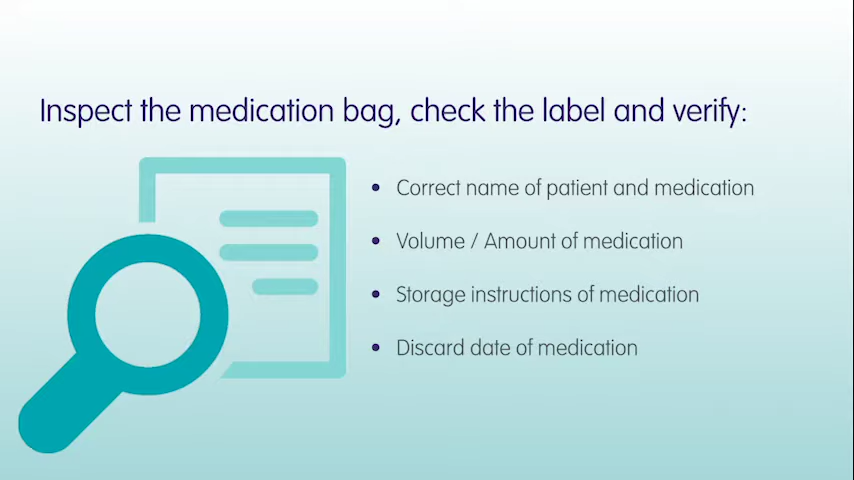 Inspect the medication bag, check the label and verify:
• Correct name of patient and medication
• Volume / Amount of medication
• Storage instructions of medication
• Discard date of medication